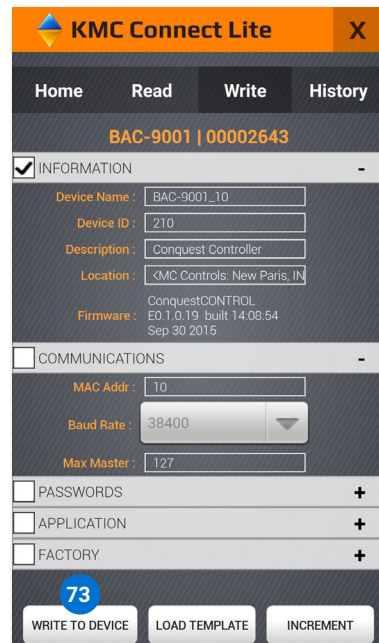 KMC Connect Lite X
Home Read Write History
BAC-9001 | 00002643
INFORMATION -
Device Name : BAC-9001_10
Device ID : 210
Description : Conquest Controller
Location : KMC Controls: New Paris, IN
Firmware : ConquestCONTROL
E0.1.0.19 built 14:08:54
Sep 30 2015
COMMUNICATIONS -
MAC Addr : 10
Baud Rate : 38400
Max Master : 127
PASSWORDS +
APPLICATION +
FACTORY +
73
WRITE TO DEVICE LOAD TEMPLATE INCREMENT